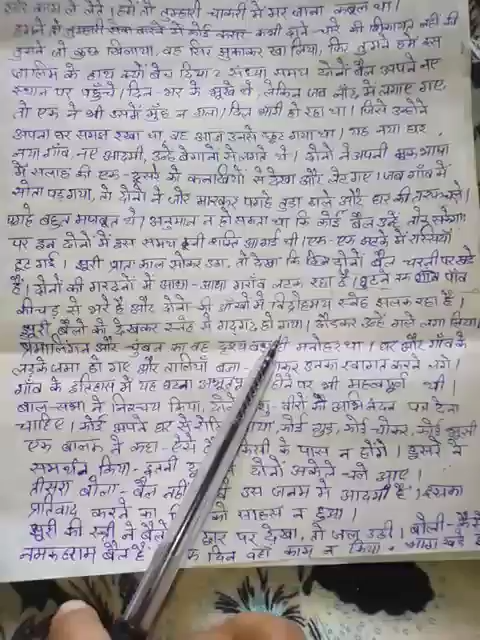 और काम ले लेते। हमें तो तुम्हारी चाकरी में मर जाना कबूल था।
हमने तो तुम्हारी सेवा करने में कोई कसर कभी दाने-चारे की शिकायत नहीं की
तुमने जो कुछ खिलाया, वह सिर झुकाकर खा लिया, फिर तुमने हमें इस
जालिम के हाथ क्यों बेच दिया? संध्या समय दोनों बैल अपने नए
स्थान पर पहुँचे। दिन-भर के भूखे थे, लेकिन जब नाँद में लगाए गए,
तो एक ने भी उसमें मुँह न डाला। दिल भारी हो रहा था। जिसे उन्होंने
अपना घर समझ रखा था, वह आज उनसे छूट गया था। यह नया घर,
नया गाँव, नए आदमी, उन्हें बेगानों से लगते थे। दोनों ने अपनी मूक भाषा
में सलाह की एक-दूसरे को कनखियों से देखा और लेट गए। जब गाँव में
सोता पड़ गया, तो दोनों ने जोर मारकर पगहे तुड़ा डाले और घर की तरफ चले।
पगहे बहुत मजबूत थे। अनुमान न हो सकता था कि कोई बैल उन्हें तोड़ सकेगा
पर इन दोनों में इस समय दूनी शक्ति आ गई थी। एक-एक झटके में रस्सियाँ
टूट गई। झूरी प्रातः काल सोकर उठा, तो देखा कि दोनों बैल चरनी पर खड़े
हैं। दोनों की गरदनों में आधा-आधा गराँव लटक रहा है। घुटने तक पाँव
कीचड़ से भरे हैं और दोनों की आँखों में विद्रोहमय स्नेह झलक रहा है।
झूरी बैलों को देखकर स्नेह से गद्गद् हो गया। दौड़कर उन्हें गले लगा लिया।
प्रेमालिंगन और चुंबन का वह दृश्य मनोहर था। घर और गाँव के
लड़के जमा हो गए और तालियाँ बजा- कर उनका स्वागत करने लगे।
गाँव के इतिहास में यह घटना अभूतपूर्व होने पर भी महत्वपूर्ण थी।
बाल-सभा ने निश्चय किया, दोनों वीरों को अभिनंदन पत्र देना
चाहिए। कोई अपने घर से कोई गुड़, कोई चोकर, कोई भूसी
एक बालक ने कहा- ऐसे किसी के पास न होंगे। दूसरे ने
समर्थन किया- इतनी दोनों अकेले चले आए।
तीसरा बोला- बैल नहीं उस जनम में आदमी हैं। इसका
प्रतिवाद करने का को साहस न हुआ।
झूरी की स्त्री ने बैलों द्वार पर देखा, तो जल उठी। बोली- कैसे
नमकहराम बैल हैं दिन वहाँ काम न किया।